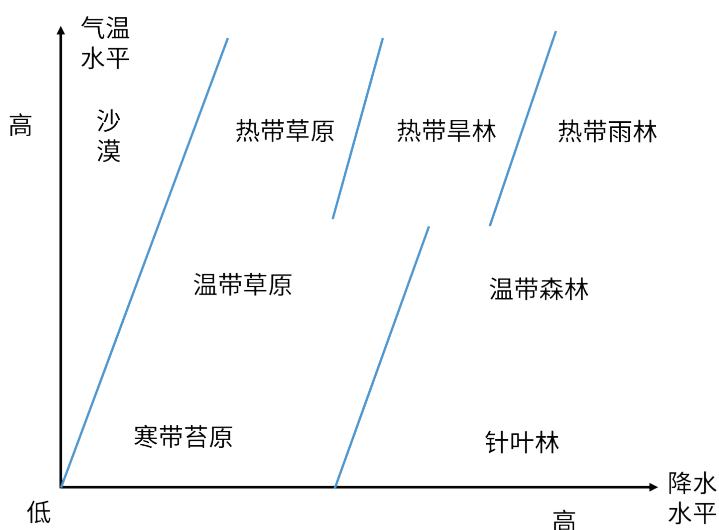 气温
水平
高
沙
漠
热带草原
热带旱林
热带雨林
温带草原
温带森林
寒带苔原
针叶林
低
高
降水
水平